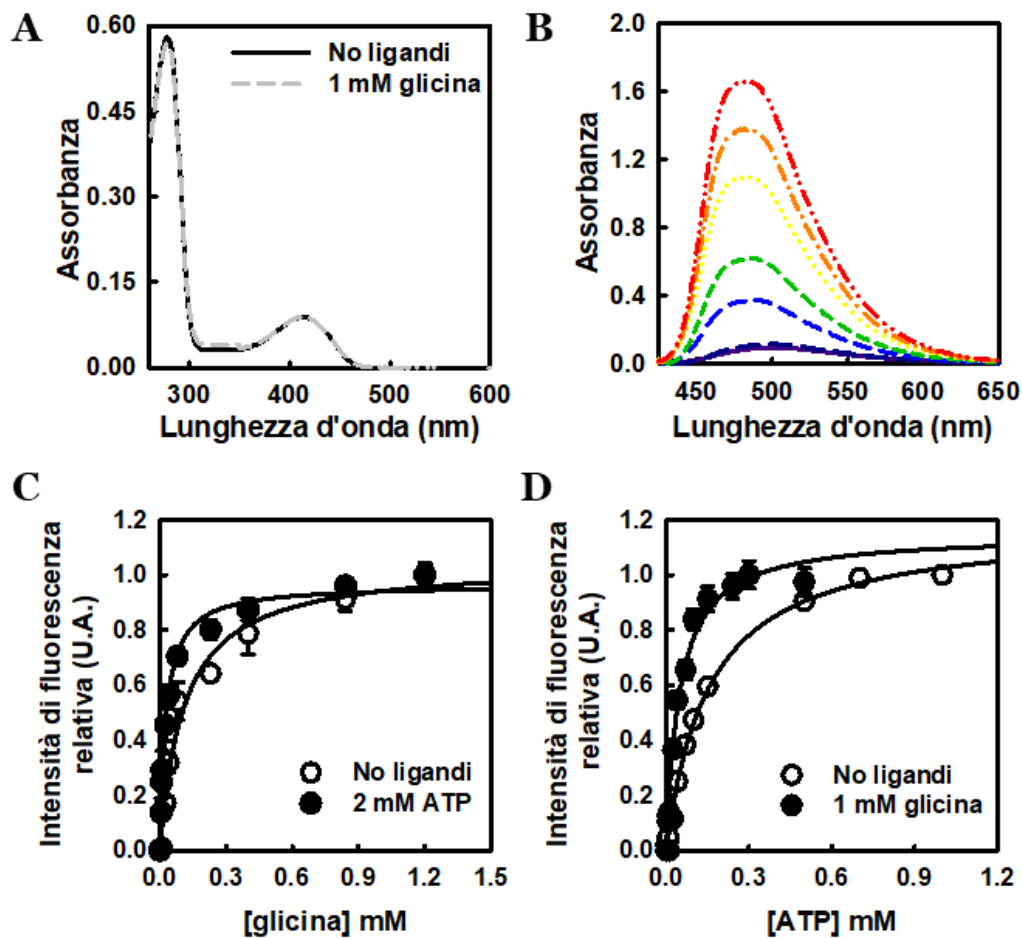 A
Assorbanza
0.60
0.45
0.30
0.15
0.00
300
400
500
600
Lunghezza d'onda (nm)
No ligandi
1 mM glicina
B
Assorbanza
2.0
1.6
1.2
0.8
0.4
0.0
450
500
550
600
650
Lunghezza d'onda (nm)
C
Intensità di fluorescenza
relativa (U.A.)
1.2
1.0
0.8
0.6
0.4
0.2
0.0
0.0
0.3
0.6
0.9
1.2
1.5
[glicina] mM
No ligandi
2 mM ATP
D
Intensità di fluorescenza
relativa (U.A.)
1.2
1.0
0.8
0.6
0.4
0.2
0.0
0.0
0.3
0.6
0.9
1.2
[ATP] mM
No ligandi
1 mM glicina